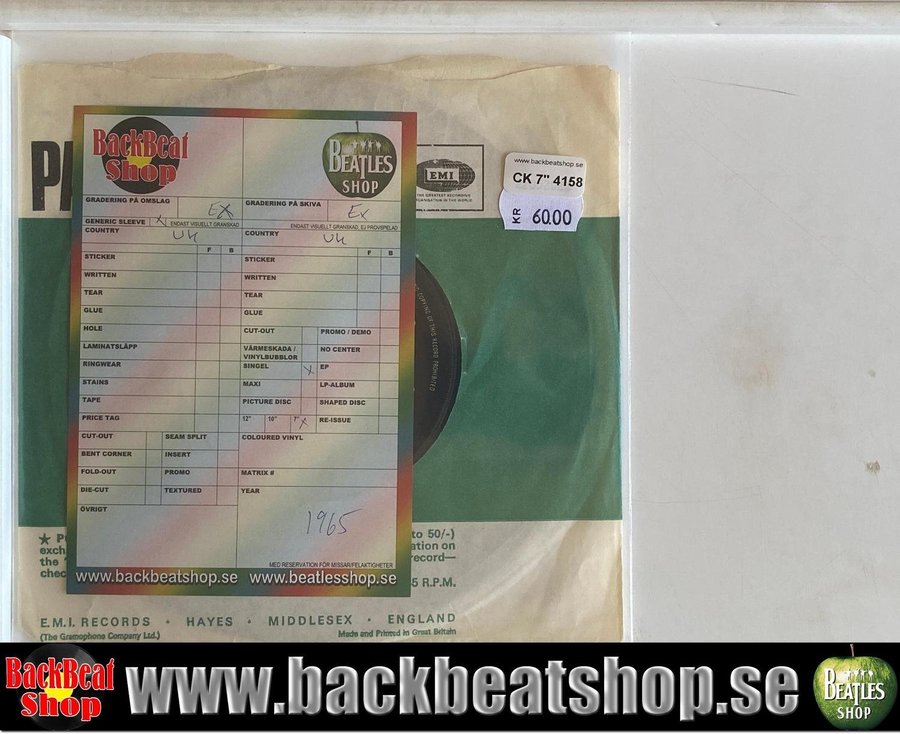 PA
BackBeat
Shop
BEATLES
SHOP
EMI
THE GREATEST RECORDING
ORGANISATION IN THE WORLD
www.backbeatshop.se
CK 7" 4158
KR 60.00
GRADERING PÅ OMSLAG EX
GRADERING PÅ SKIVA Ex
GENERIC SLEEVE X ENDAST VISUELLT GRANSKAD
ENDAST VISUELLT GRANSKAD, EJ PROVSPELAD
COUNTRY UK
COUNTRY UK
F B
F B
STICKER
STICKER
WRITTEN
WRITTEN
TEAR
TEAR
GLUE
GLUE
HOLE
CUT-OUT
PROMO / DEMO
LAMINATSLÄPP
VÄRMESKADA /
VINYLBUBBLOR
NO CENTER
RINGWEAR
SINGEL X
EP
STAINS
MAXI
LP-ALBUM
TAPE
PICTURE DISC
SHAPED DISC
PRICE TAG
12" 10" 7" X
RE-ISSUE
CUT-OUT
SEAM SPLIT
COLOURED VINYL
BENT CORNER
INSERT
FOLD-OUT
PROMO
MATRIX #
DIE-CUT
TEXTURED
YEAR
ÖVRIGT
1965
MED RESERVATION FÖR MISSAR/FELAKTIGHETER
www.backbeatshop.se www.beatlesshop.se
OF THIS RECORD PROHIBITED
★ P
to 50/-)
exch
ation on
the
record—
chec
5 R.P.M.
E.M.I. RECORDS · HAYES · MIDDLESEX · ENGLAND
(The Gramophone Company Ltd.)
Made and Printed in Great Britain
BackBeat
Shop
www.backbeatshop.se
BEATLES
SHOP